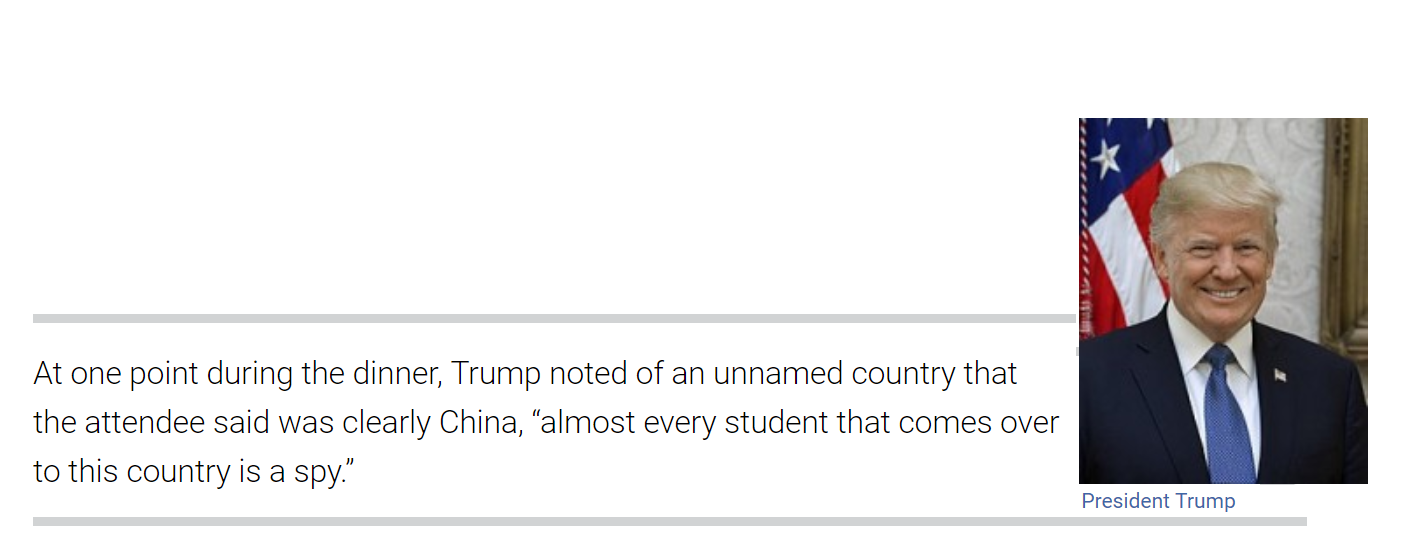 At one point during the dinner, Trump noted of an unnamed country that
the attendee said was clearly China, “almost every student that comes over
to this country is a spy.”
President Trump